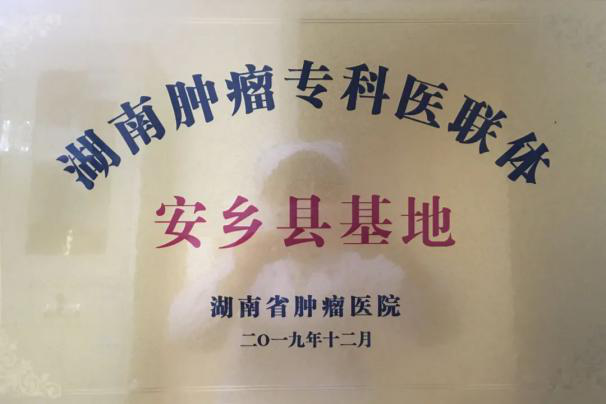 湖南肿瘤专科医联体
安乡县基地
湖南省肿瘤医院
二〇一九年十二月